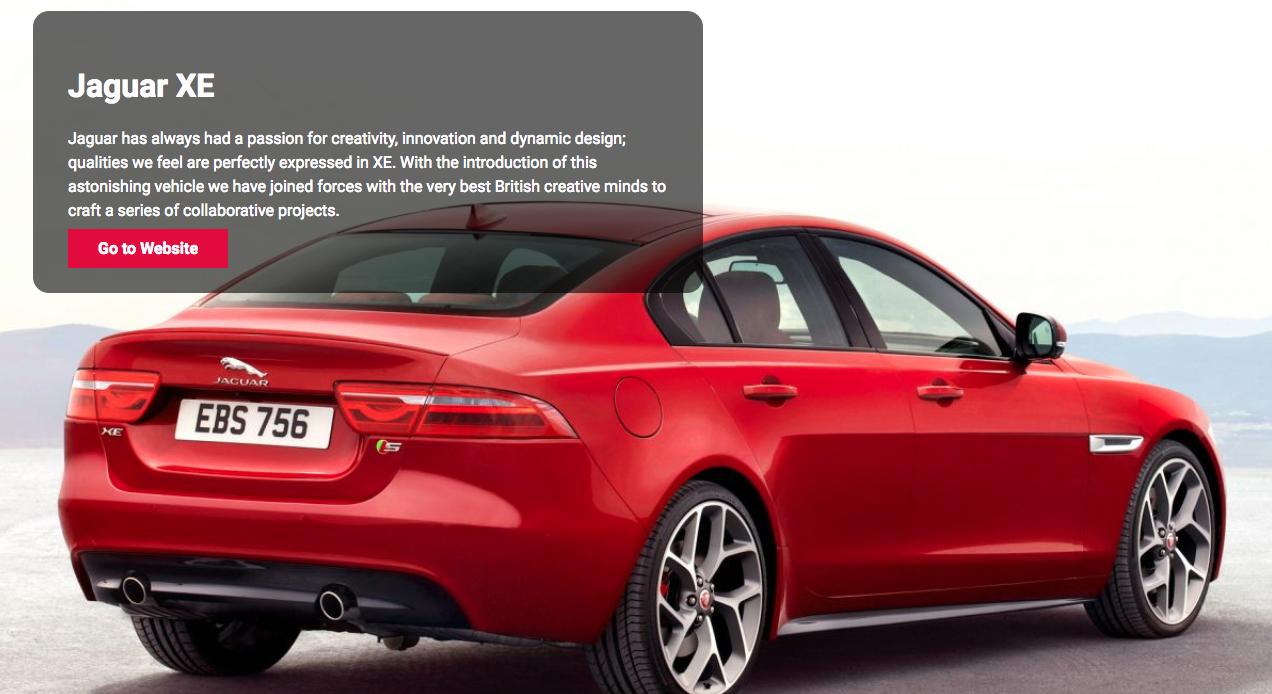 Jaguar XE
Jaguar has always had a passion for creativity, innovation and dynamic design;
qualities we feel are perfectly expressed in XE. With the introduction of this
astonishing vehicle we have joined forces with the very best British creative minds to
craft a series of collaborative projects.
Go to Website
JAGUAR
EBS 756
XE
S